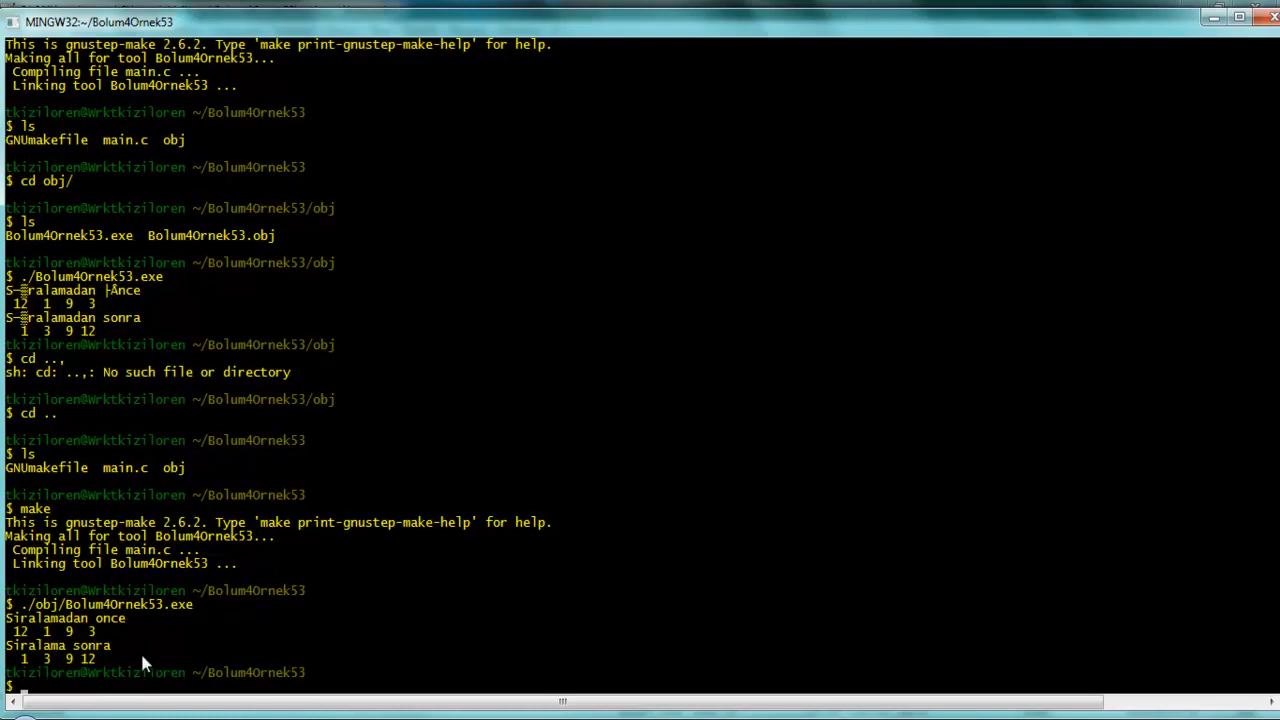 MINGW32:~/Bolum4Ornek53
This is gnustep-make 2.6.2. Type 'make print-gnustep-make-help' for help.
Making all for tool Bolum4Ornek53...
 Compiling file main.c ...
 Linking tool Bolum4Ornek53 ...
tkiziloren@Wrktkiziloren ~/Bolum4Ornek53
$ ls
GNUmakefile  main.c  obj
tkiziloren@Wrktkiziloren ~/Bolum4Ornek53
$ cd obj/
tkiziloren@Wrktkiziloren ~/Bolum4Ornek53/obj
$ ls
Bolum4Ornek53.exe  Bolum4Ornek53.obj
tkiziloren@Wrktkiziloren ~/Bolum4Ornek53/obj
$ ./Bolum4Ornek53.exe
S─▒ralamadan ├Ânce
 12  1  9  3
S─▒ralamadan sonra
  1  3  9 12
tkiziloren@Wrktkiziloren ~/Bolum4Ornek53/obj
$ cd ..,
sh: cd: ..,: No such file or directory
tkiziloren@Wrktkiziloren ~/Bolum4Ornek53/obj
$ cd ..
tkiziloren@Wrktkiziloren ~/Bolum4Ornek53
$ ls
GNUmakefile  main.c  obj
tkiziloren@Wrktkiziloren ~/Bolum4Ornek53
$ make
This is gnustep-make 2.6.2. Type 'make print-gnustep-make-help' for help.
Making all for tool Bolum4Ornek53...
 Compiling file main.c ...
 Linking tool Bolum4Ornek53 ...
tkiziloren@Wrktkiziloren ~/Bolum4Ornek53
$ ./obj/Bolum4Ornek53.exe
Siralamadan once
 12  1  9  3
Siralama sonra
  1  3  9 12
tkiziloren@Wrktkiziloren ~/Bolum4Ornek53
$